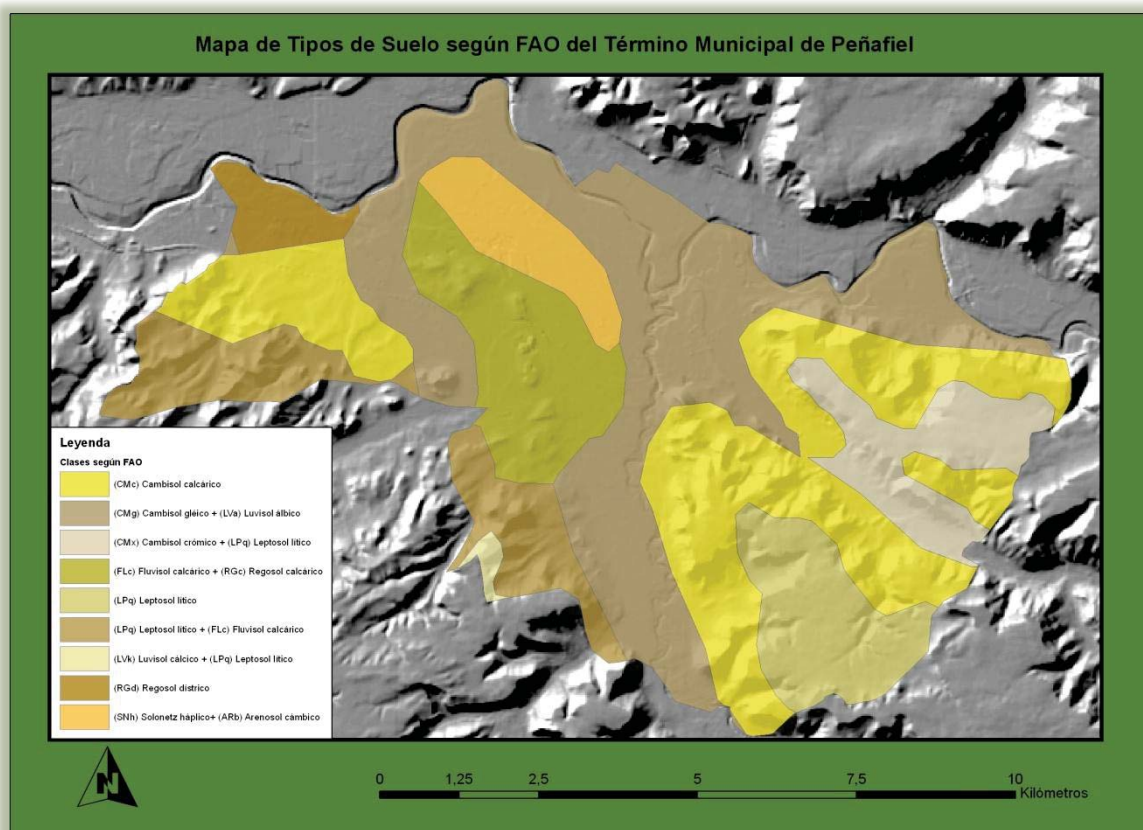 Mapa de Tipos de Suelo según FAO del Término Municipal de Peñafiel
Leyenda
Clases según FAO
(CMc) Cambisol calcárico
(CMg) Cambisol gléico + (LVa) Luvisol álbico
(CMx) Cambisol crómico + (LPq) Leptosol lítico
(FLc) Fluvisol calcárico + (RGc) Regosol calcárico
(LPq) Leptosol lítico
(LPq) Leptosol lítico + (FLc) Fluvisol calcárico
(LVk) Luvisol cálcico + (LPq) Leptosol lítico
(RGd) Regosol dístrico
(SNh) Solonetz háplico+ (ARb) Arenosol cámbico
N
0 1,25 2,5 5 7,5 10
Kilómetros